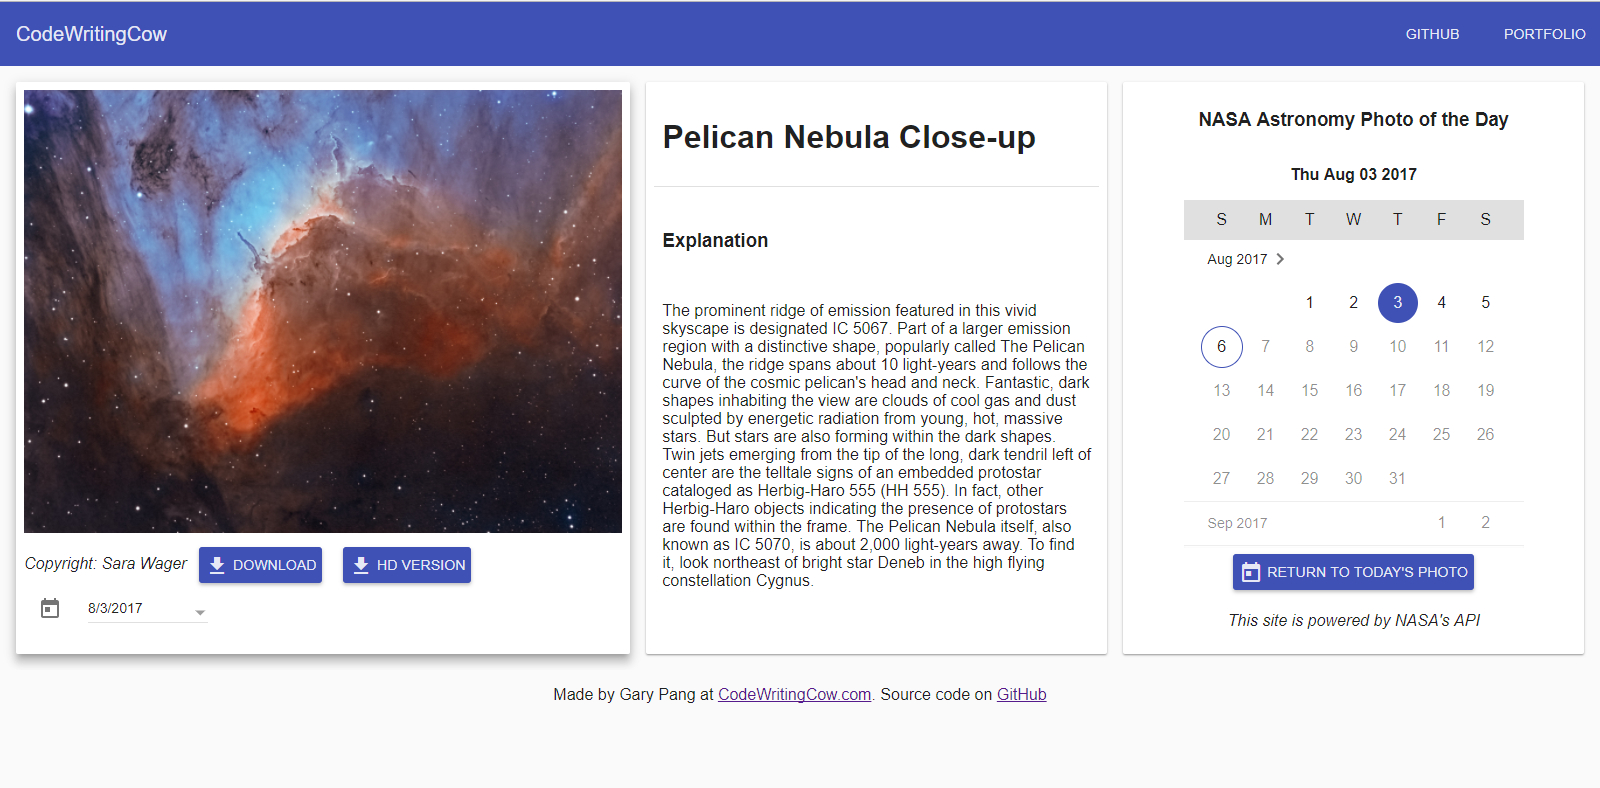 CodeWritingCow
GITHUB PORTFOLIO
Copyright: Sara Wager
DOWNLOAD
HD VERSION
8/3/2017
Pelican Nebula Close-up
Explanation
The prominent ridge of emission featured in this vivid
skyscape is designated IC 5067. Part of a larger emission
region with a distinctive shape, popularly called The Pelican
Nebula, the ridge spans about 10 light-years and follows the
curve of the cosmic pelican's head and neck. Fantastic, dark
shapes inhabiting the view are clouds of cool gas and dust
sculpted by energetic radiation from young, hot, massive
stars. But stars are also forming within the dark shapes.
Twin jets emerging from the tip of the long, dark tendril left of
center are the telltale signs of an embedded protostar
cataloged as Herbig-Haro 555 (HH 555). In fact, other
Herbig-Haro objects indicating the presence of protostars
are found within the frame. The Pelican Nebula itself, also
known as IC 5070, is about 2,000 light-years away. To find
it, look northeast of bright star Deneb in the high flying
constellation Cygnus.
NASA Astronomy Photo of the Day
Thu Aug 03 2017
S M T W T F S
Aug 2017
1 2 3 4 5
6 7 8 9 10 11 12
13 14 15 16 17 18 19
20 21 22 23 24 25 26
27 28 29 30 31
Sep 2017 1 2
RETURN TO TODAY'S PHOTO
This site is powered by NASA's API
Made by Gary Pang at CodeWritingCow.com. Source code on GitHub